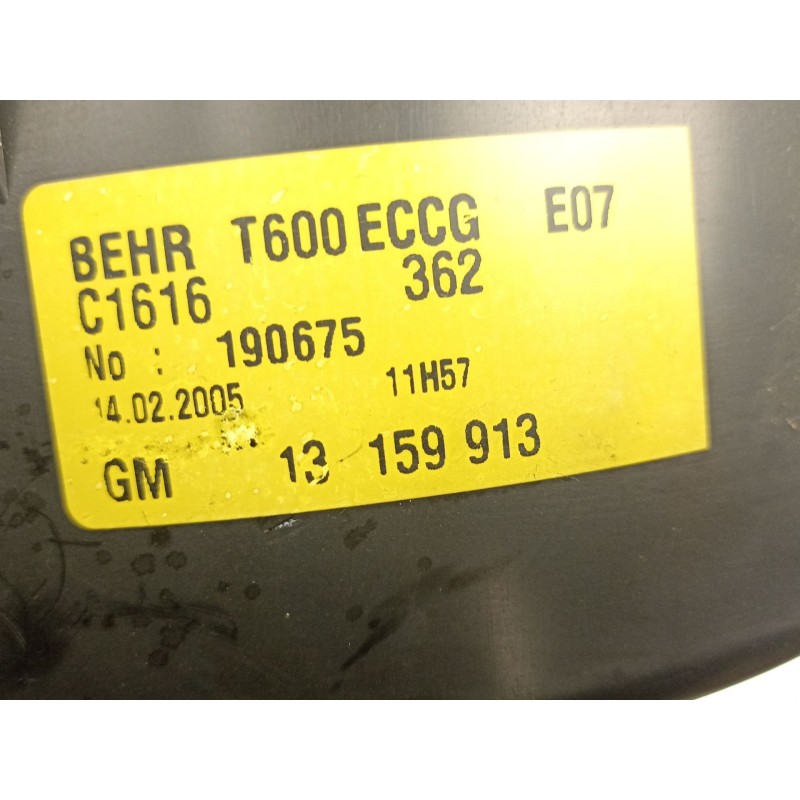 BEHR T600 ECCG E07
C1616 362
No : 190675
14.02.2005 11H57
GM 13 159 913